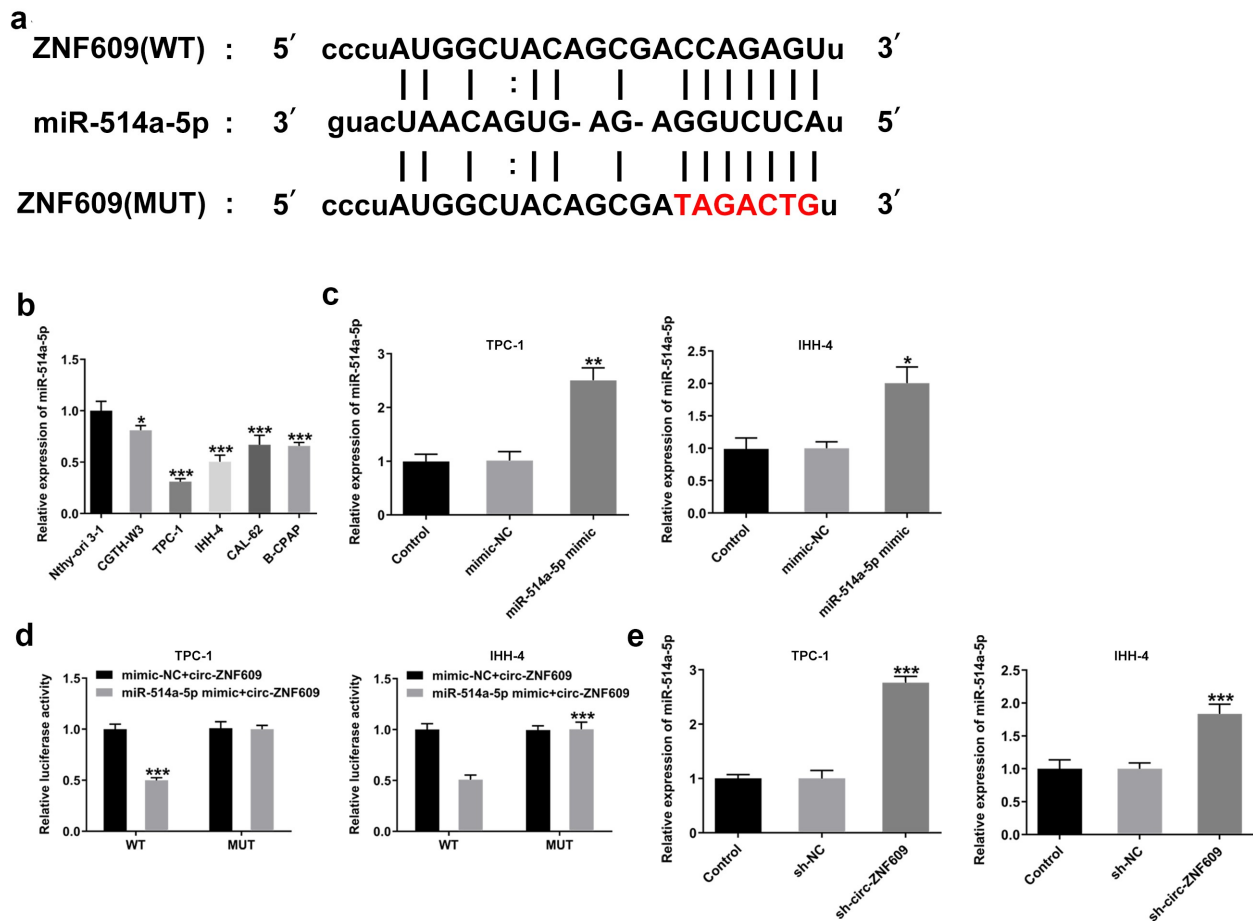 a
ZNF609(WT) : 5′ cccuAUGGCUACAGCGACCAGAGUu 3′
miR-514a-5p : 3′ guacUAACAGUG- AG- AGGUCUCAu 5′
ZNF609(MUT) : 5′ cccuAUGGCUACAGCGATAGACTGu 3′
b
Relative expression of miR-514a-5p
1.5
1.0
0.5
0.0
*
***
***
***
***
Nthy-ori 3-1
CGTH-W3
TPC-1
IHH-4
CAL-62
B-CPAP
c
Relative expression of miR-514a-5p
TPC-1
3
2
1
0
**
Control
mimic-NC
miR-514a-5p mimic
Relative expression of miR-514a-5p
IHH-4
2.5
2.0
1.5
1.0
0.5
0.0
*
Control
mimic-NC
miR-514a-5p mimic
d
Relative luciferase activity
TPC-1
mimic-NC+circ-ZNF609
miR-514a-5p mimic+circ-ZNF609
1.5
1.0
0.5
0.0
***
WT
MUT
Relative luciferase activity
IHH-4
mimic-NC+circ-ZNF609
miR-514a-5p mimic+circ-ZNF609
1.5
1.0
0.5
0.0
***
WT
MUT
e
Relative expression of miR-514a-5p
TPC-1
3
2
1
0
***
Control
sh-NC
sh-circ-ZNF609
Relative expression of miR-514a-5p
IHH-4
2.5
2.0
1.5
1.0
0.5
0.0
***
Control
sh-NC
sh-circ-ZNF609